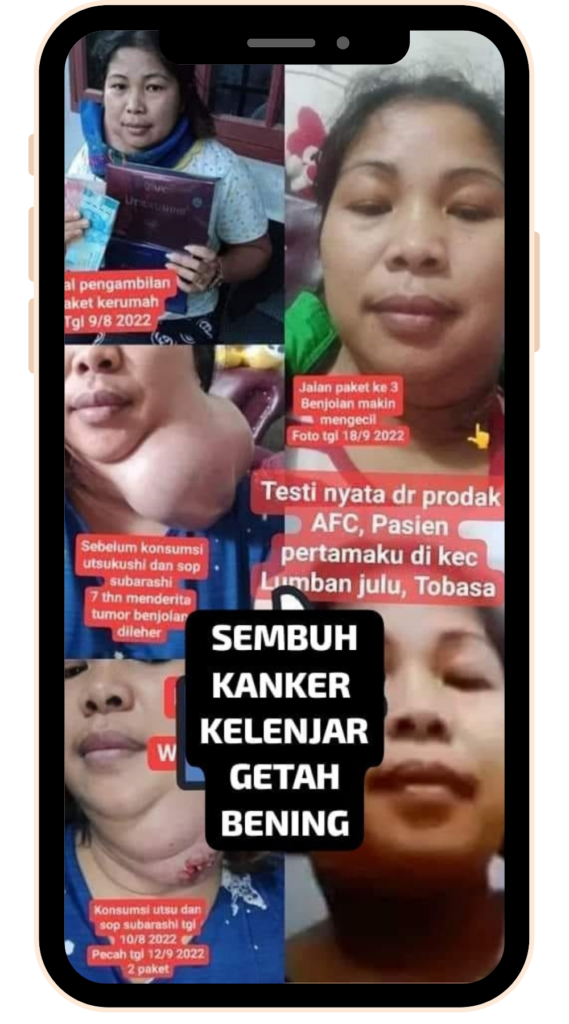 al pengambilan
aket kerumah
Tgl 9/8 2022
Jalan paket ke 3
Benjolan makin
mengecil
Foto tgl 18/9 2022
Testi nyata dr prodak
AFC, Pasien
pertamaku di kec
Lumban julu, Tobasa
Sebelum konsumsi
utsukushi dan sop
subarashi
7 thn menderita
tumor benjolan
dileher
SEMBUH
KANKER
KELENJAR
GETAH
BENING
W
Konsumsi utsu dan
sop subarashi tgl
10/8 2022
Pecah tgl 12/9 2022
2 paket